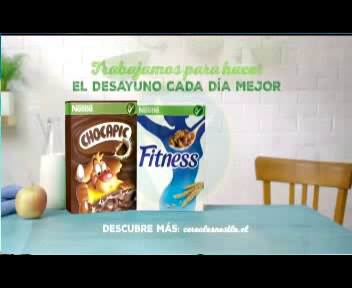 Trabajamos para hacer
EL DESAYUNO CADA DÍA MEJOR
Nestlé Nestlé
CHOCAPIC
Fitness
DESCUBRE MÁS: cerealesnestle.cl